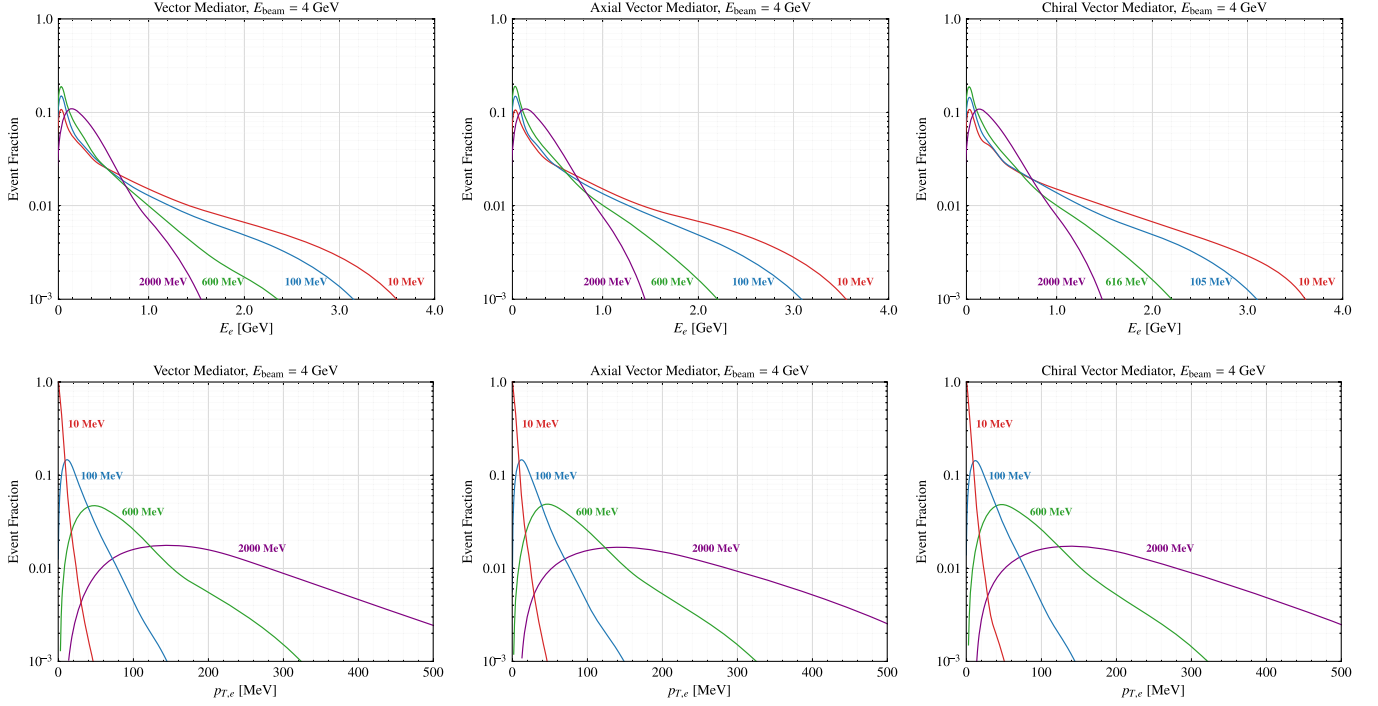 Vector Mediator, E_beam = 4 GeV
1.0
0.1
0.01
10⁻³
Event Fraction
2000 MeV 600 MeV 100 MeV 10 MeV
0 1.0 2.0 3.0 4.0
E_e [GeV]
Axial Vector Mediator, E_beam = 4 GeV
1.0
0.1
0.01
10⁻³
Event Fraction
2000 MeV 600 MeV 100 MeV 10 MeV
0 1.0 2.0 3.0 4.0
E_e [GeV]
Chiral Vector Mediator, E_beam = 4 GeV
1.0
0.1
0.01
10⁻³
Event Fraction
2000 MeV 616 MeV 105 MeV 10 MeV
0 1.0 2.0 3.0 4.0
E_e [GeV]
Vector Mediator, E_beam = 4 GeV
1.0
0.1
0.01
10⁻³
Event Fraction
10 MeV
100 MeV
600 MeV
2000 MeV
0 100 200 300 400 500
p_T,e [MeV]
Axial Vector Mediator, E_beam = 4 GeV
1.0
0.1
0.01
10⁻³
Event Fraction
10 MeV
100 MeV
600 MeV
2000 MeV
0 100 200 300 400 500
p_T,e [MeV]
Chiral Vector Mediator, E_beam = 4 GeV
1.0
0.1
0.01
10⁻³
Event Fraction
10 MeV
100 MeV
600 MeV
2000 MeV
0 100 200 300 400 500
p_T,e [MeV]